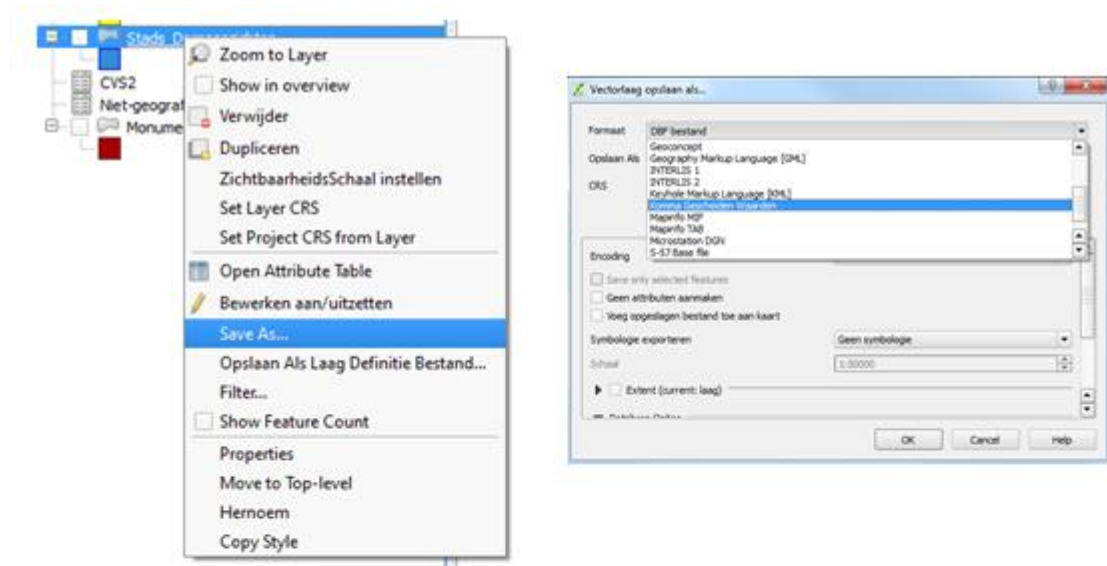 Stads_D
CVS2
Niet-geograf
Monume
Zoom to Layer
Show in overview
Verwijder
Dupliceren
ZichtbaarheidsSchaal instellen
Set Layer CRS
Set Project CRS from Layer
Open Attribute Table
Bewerken aan/uitzetten
Save As...
Opslaan Als Laag Definitie Bestand...
Filter...
Show Feature Count
Properties
Move to Top-level
Hernoem
Copy Style
Vectorlaag opslaan als...
Formaat DBF bestand
Geoconcept
Opslaan Als Geography Markup Language [GML]
INTERLIS 1
CRS INTERLIS 2
Keyhole Markup Language [KML]
Komma Gescheiden Waarden
Mapinfo MIF
Mapinfo TAB
Microstation DGN
Encoding S-57 Base file
Save only selected features
Geen attributen aanmaken
Voeg opgeslagen bestand toe aan kaart
Symbologie exporteren Geen symbologie
Schaal 1:50000
Extent (current: laag)
OK Cancel Help